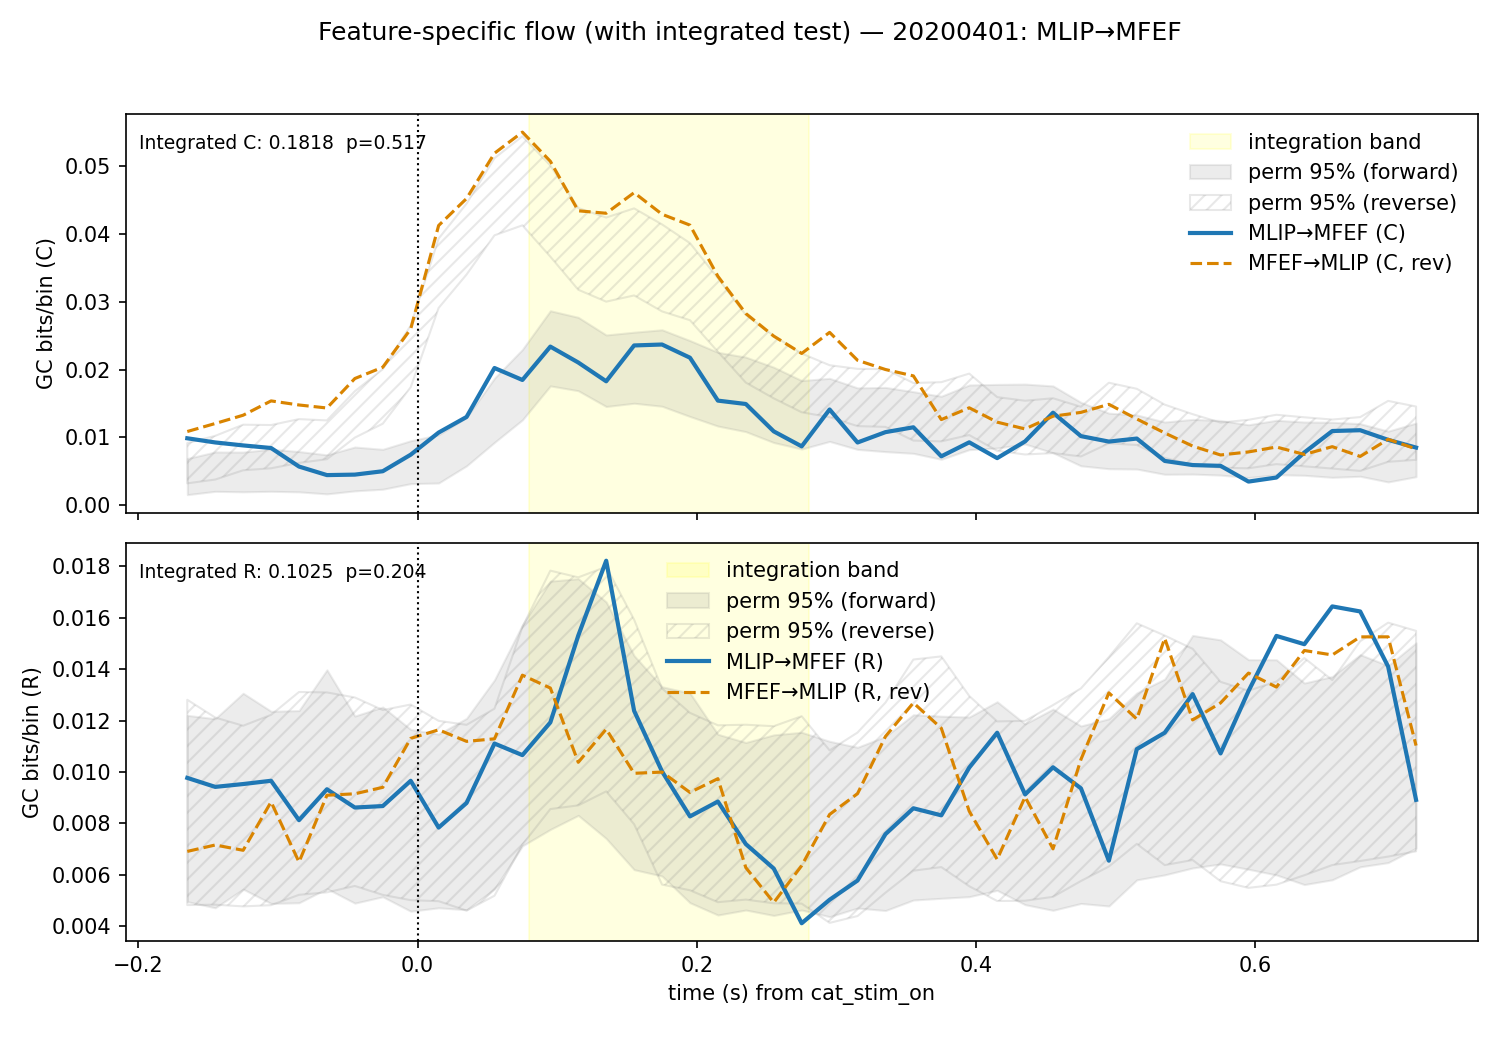 Feature-specific flow (with integrated test) — 20200401: MLIP→MFEF
Integrated C: 0.1818  p=0.517
integration band
perm 95% (forward)
perm 95% (reverse)
MLIP→MFEF (C)
MFEF→MLIP (C, rev)
GC bits/bin (C)
0.05
0.04
0.03
0.02
0.01
0.00
Integrated R: 0.1025  p=0.204
integration band
perm 95% (forward)
perm 95% (reverse)
MLIP→MFEF (R)
MFEF→MLIP (R, rev)
GC bits/bin (R)
0.018
0.016
0.014
0.012
0.010
0.008
0.006
0.004
−0.2
0.0
0.2
0.4
0.6
time (s) from cat_stim_on